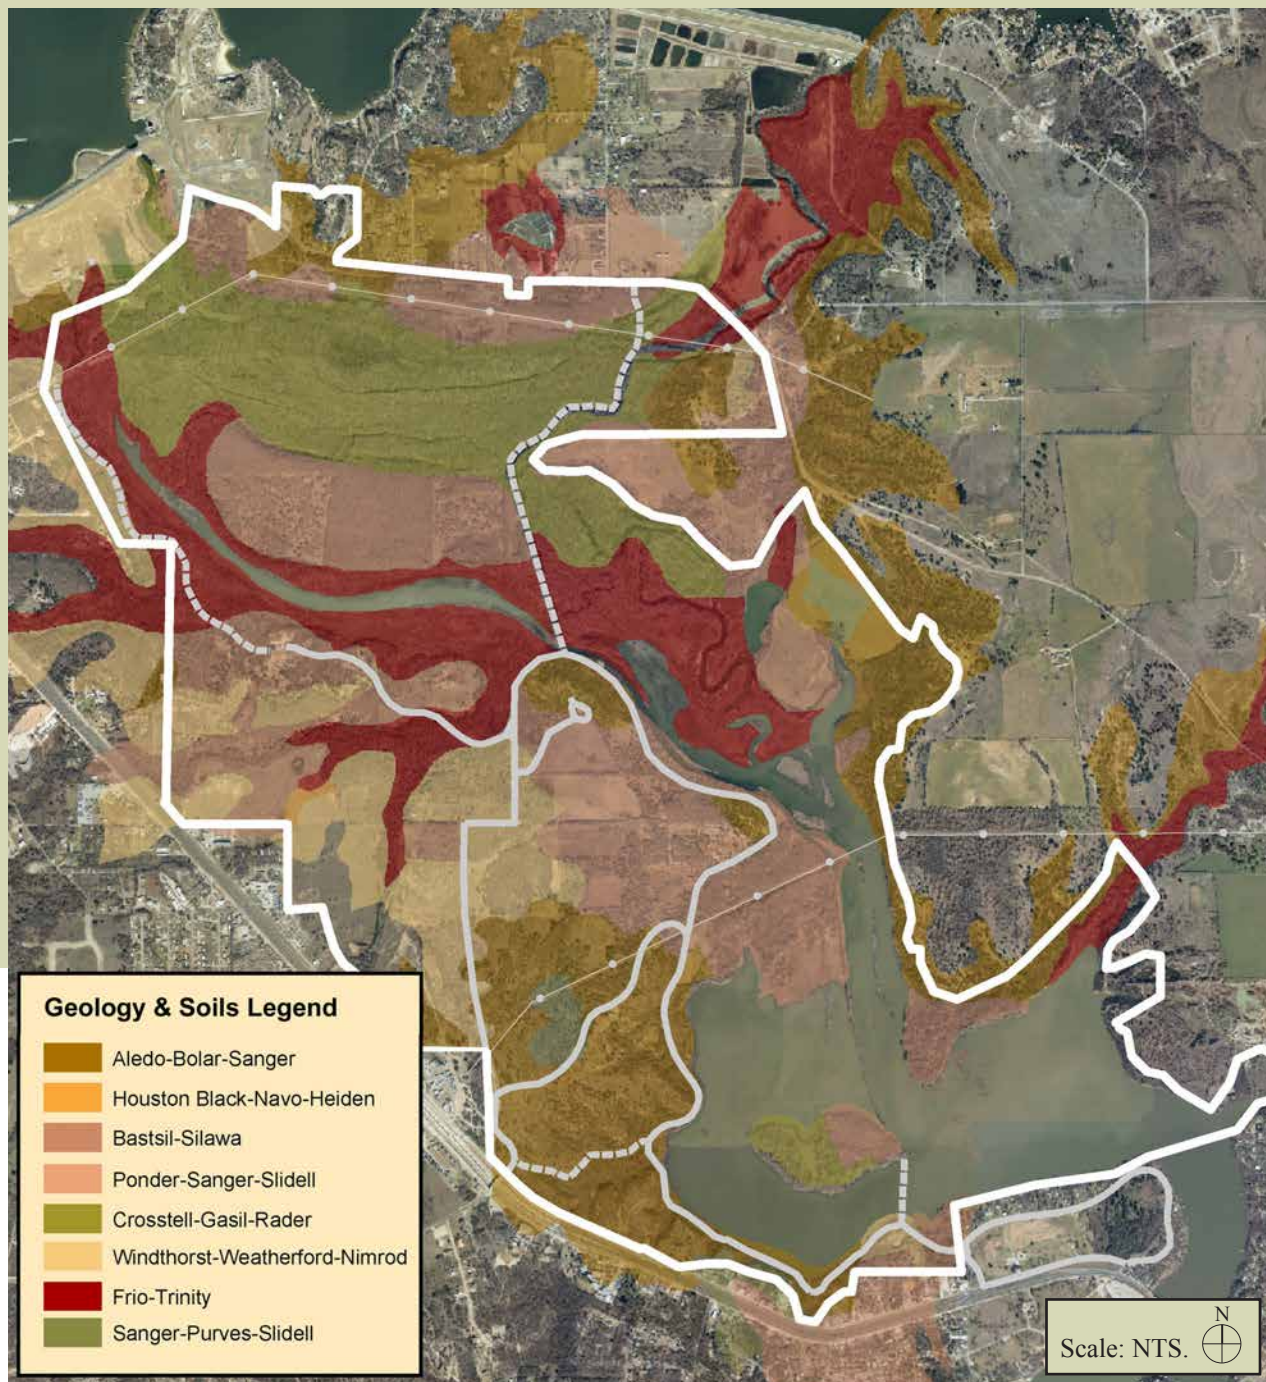 Geology & Soils Legend
Aledo-Bolar-Sanger
Houston Black-Navo-Heiden
Bastsil-Silawa
Ponder-Sanger-Slidell
Crosstell-Gasil-Rader
Windthorst-Weatherford-Nimrod
Frio-Trinity
Sanger-Purves-Slidell
N
Scale: NTS.